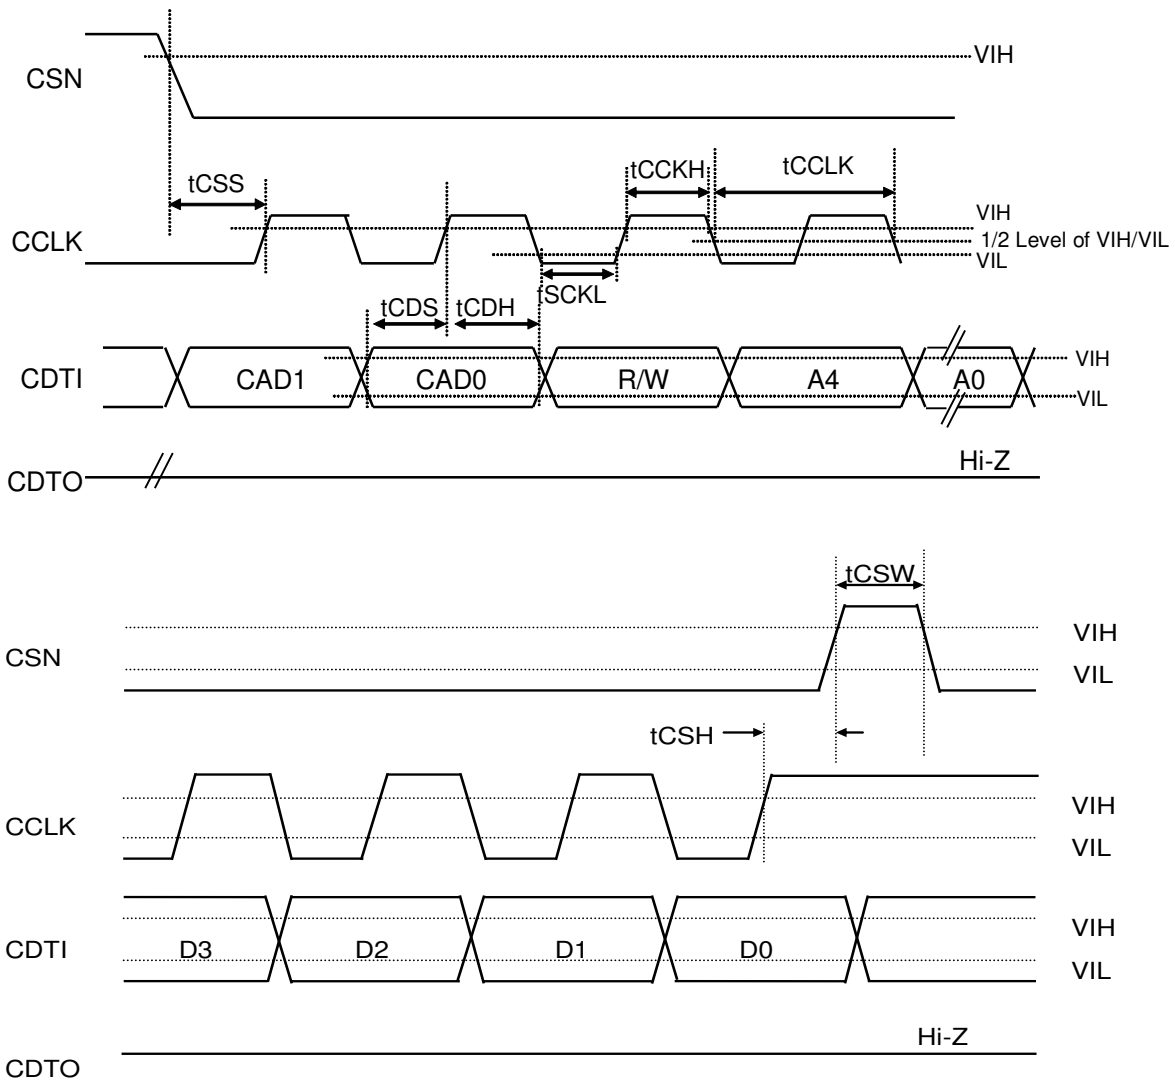 VIH
CSN
tCSS
tCCKH
tCCLK
VIH
CCLK
1/2 Level of VIH/VIL
VIL
tSCKL
tCDS
tCDH
VIH
CDTI
CAD1
CAD0
R/W
A4
A0
VIL
Hi-Z
CDTO
tCSW
VIH
CSN
VIL
tCSH
VIH
CCLK
VIL
VIH
CDTI
D3
D2
D1
D0
VIL
Hi-Z
CDTO